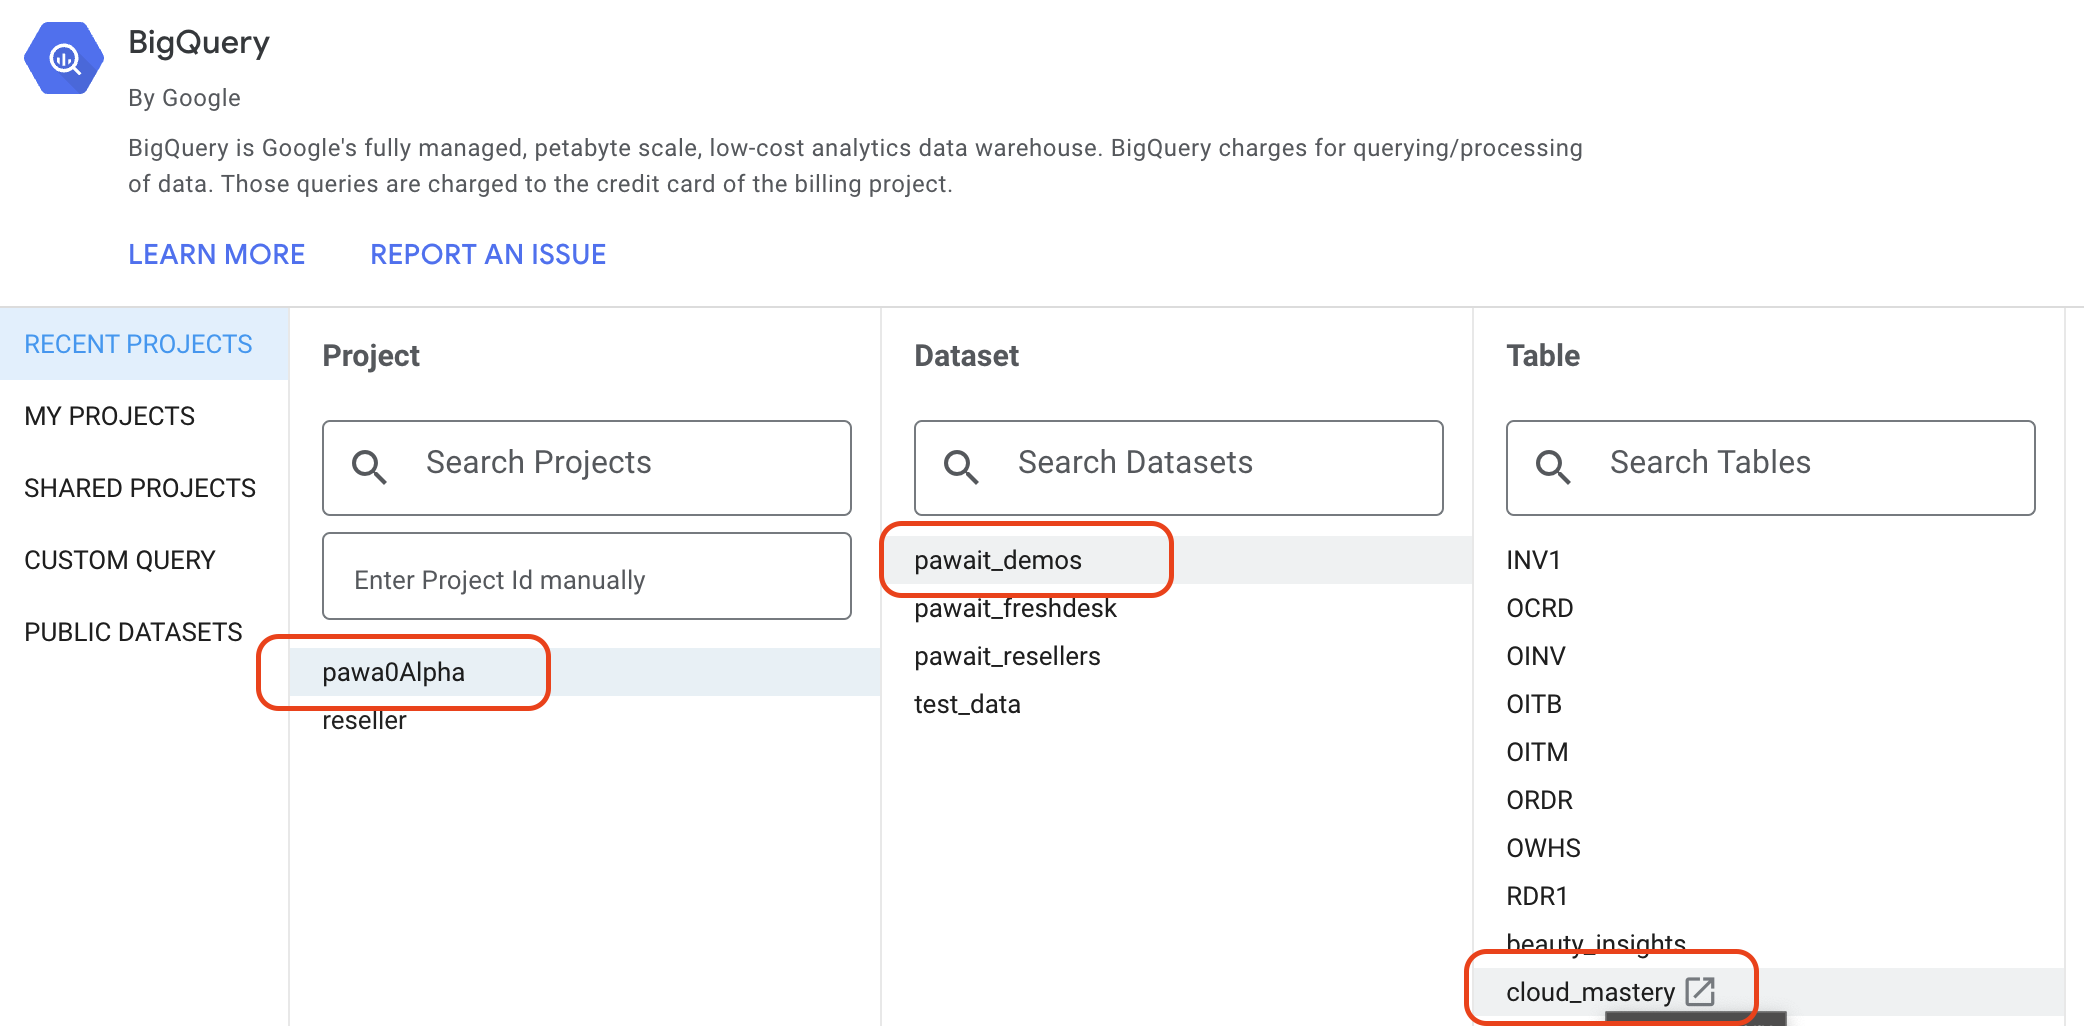 BigQuery
By Google
BigQuery is Google's fully managed, petabyte scale, low-cost analytics data warehouse. BigQuery charges for querying/processing
of data. Those queries are charged to the credit card of the billing project.
LEARN MORE REPORT AN ISSUE
RECENT PROJECTS
MY PROJECTS
SHARED PROJECTS
CUSTOM QUERY
PUBLIC DATASETS
Project
Search Projects
Enter Project Id manually
pawa0Alpha
reseller
Dataset
Search Datasets
pawait_demos
pawait_freshdesk
pawait_resellers
test_data
Table
Search Tables
INV1
OCRD
OINV
OITB
OITM
ORDR
OWHS
RDR1
beauty_insights
cloud_mastery